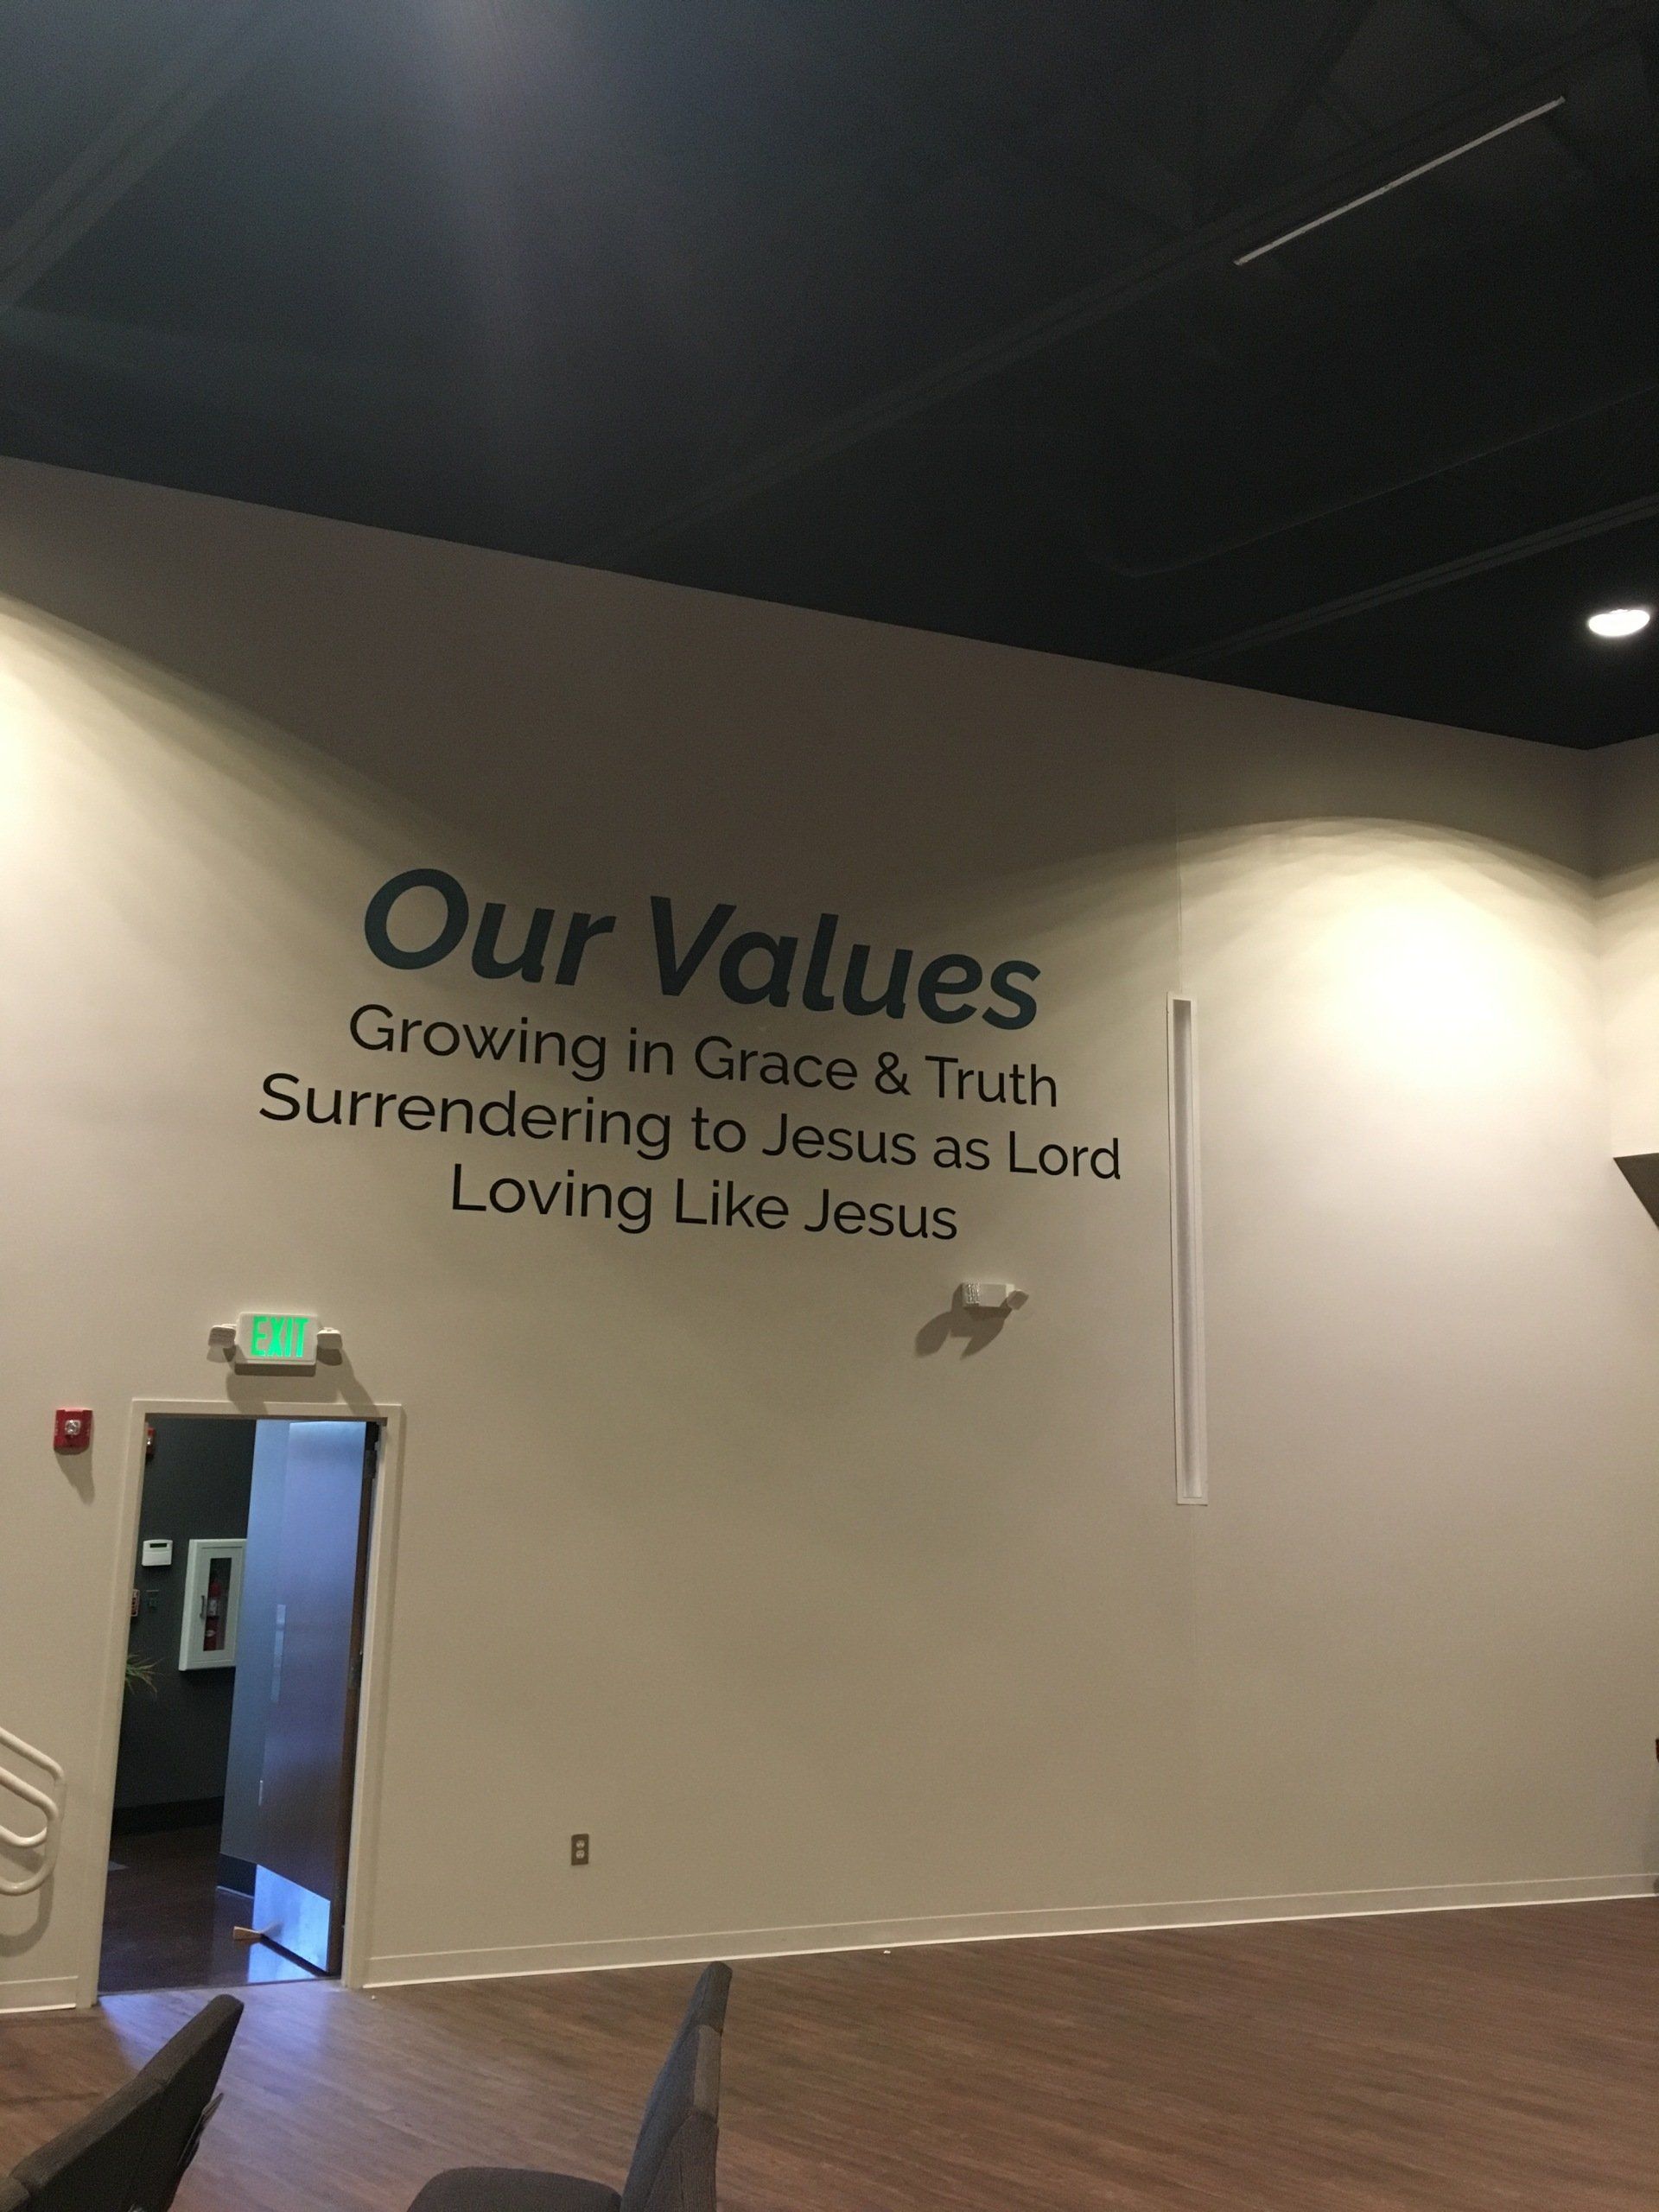 Our Values
Growing in Grace & Truth
Surrendering to Jesus as Lord
Loving Like Jesus
EXIT